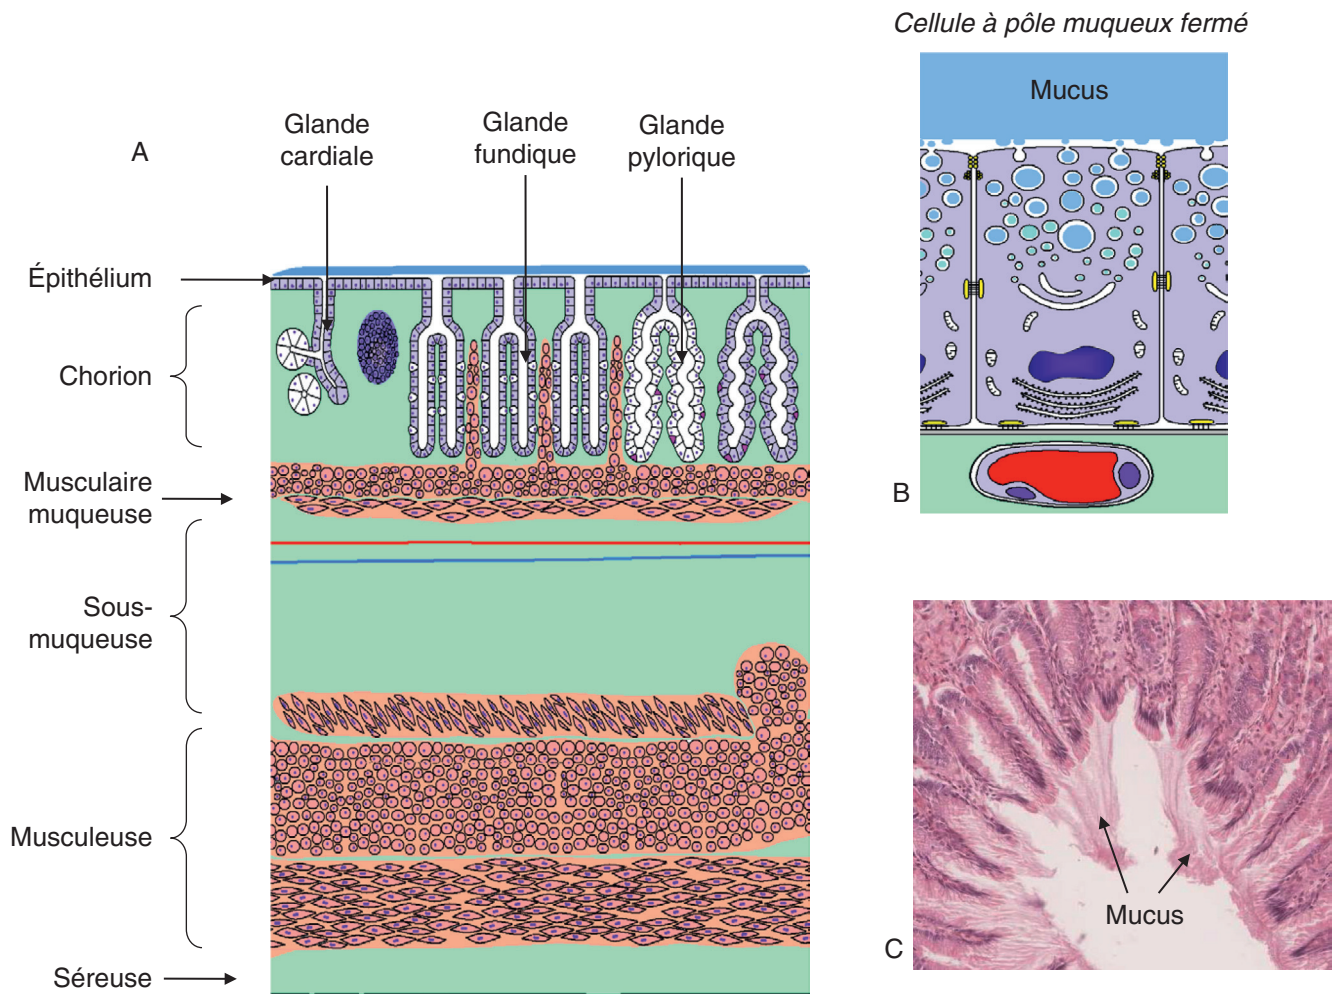 Cellule à pôle muqueux fermé
Mucus
A
Glande
cardiale
Glande
fundique
Glande
pylorique
Épithélium
Chorion
Musculaire
muqueuse
Sous-
muqueuse
Musculeuse
Séreuse
B
Mucus
C